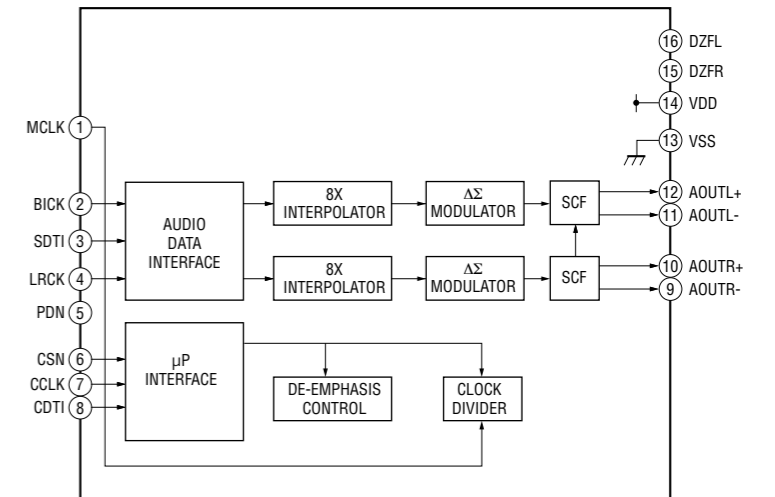 16 DZFL
15 DZFR
14 VDD
MCLK 1
13 VSS
8X
INTERPOLATOR
ΔΣ
MODULATOR
SCF
12 AOUTL+
BICK 2
11 AOUTL-
AUDIO
DATA
INTERFACE
SDTI 3
8X
INTERPOLATOR
ΔΣ
MODULATOR
SCF
10 AOUTR+
LRCK 4
9 AOUTR-
PDN 5
CSN 6
μP
INTERFACE
CCLK 7
DE-EMPHASIS
CONTROL
CLOCK
DIVIDER
CDTI 8